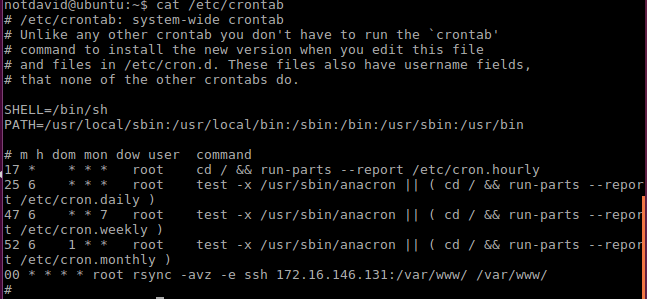 notdavid@ubuntu:~$ cat /etc/crontab
# /etc/crontab: system-wide crontab
# Unlike any other crontab you don't have to run the `crontab'
# command to install the new version when you edit this file
# and files in /etc/cron.d. These files also have username fields,
# that none of the other crontabs do.

SHELL=/bin/sh
PATH=/usr/local/sbin:/usr/local/bin:/sbin:/bin:/usr/sbin:/usr/bin

# m h dom mon dow user  command
17 *    * * *   root    cd / && run-parts --report /etc/cron.hourly
25 6    * * *   root    test -x /usr/sbin/anacron || ( cd / && run-parts --repor
t /etc/cron.daily )
47 6    * * 7   root    test -x /usr/sbin/anacron || ( cd / && run-parts --repor
t /etc/cron.weekly )
52 6    1 * *   root    test -x /usr/sbin/anacron || ( cd / && run-parts --repor
t /etc/cron.monthly )
00 * * * * root rsync -avz -e ssh 172.16.146.131:/var/www/ /var/www/
#